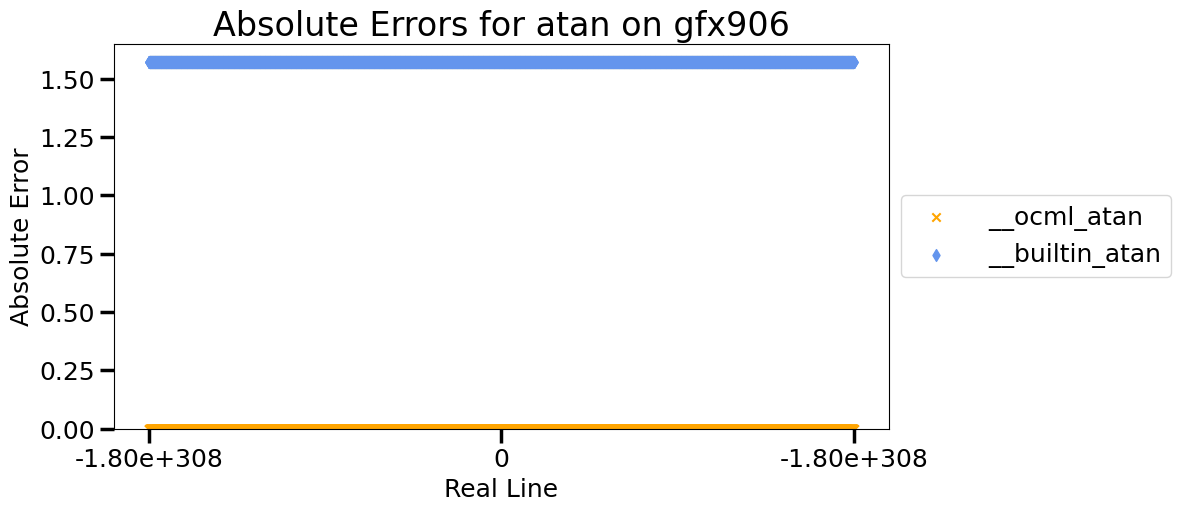 Absolute Errors for atan on gfx906
Absolute Error
1.50
1.25
1.00
0.75
0.50
0.25
0.00
-1.80e+308
0
-1.80e+308
Real Line
__ocml_atan
__builtin_atan